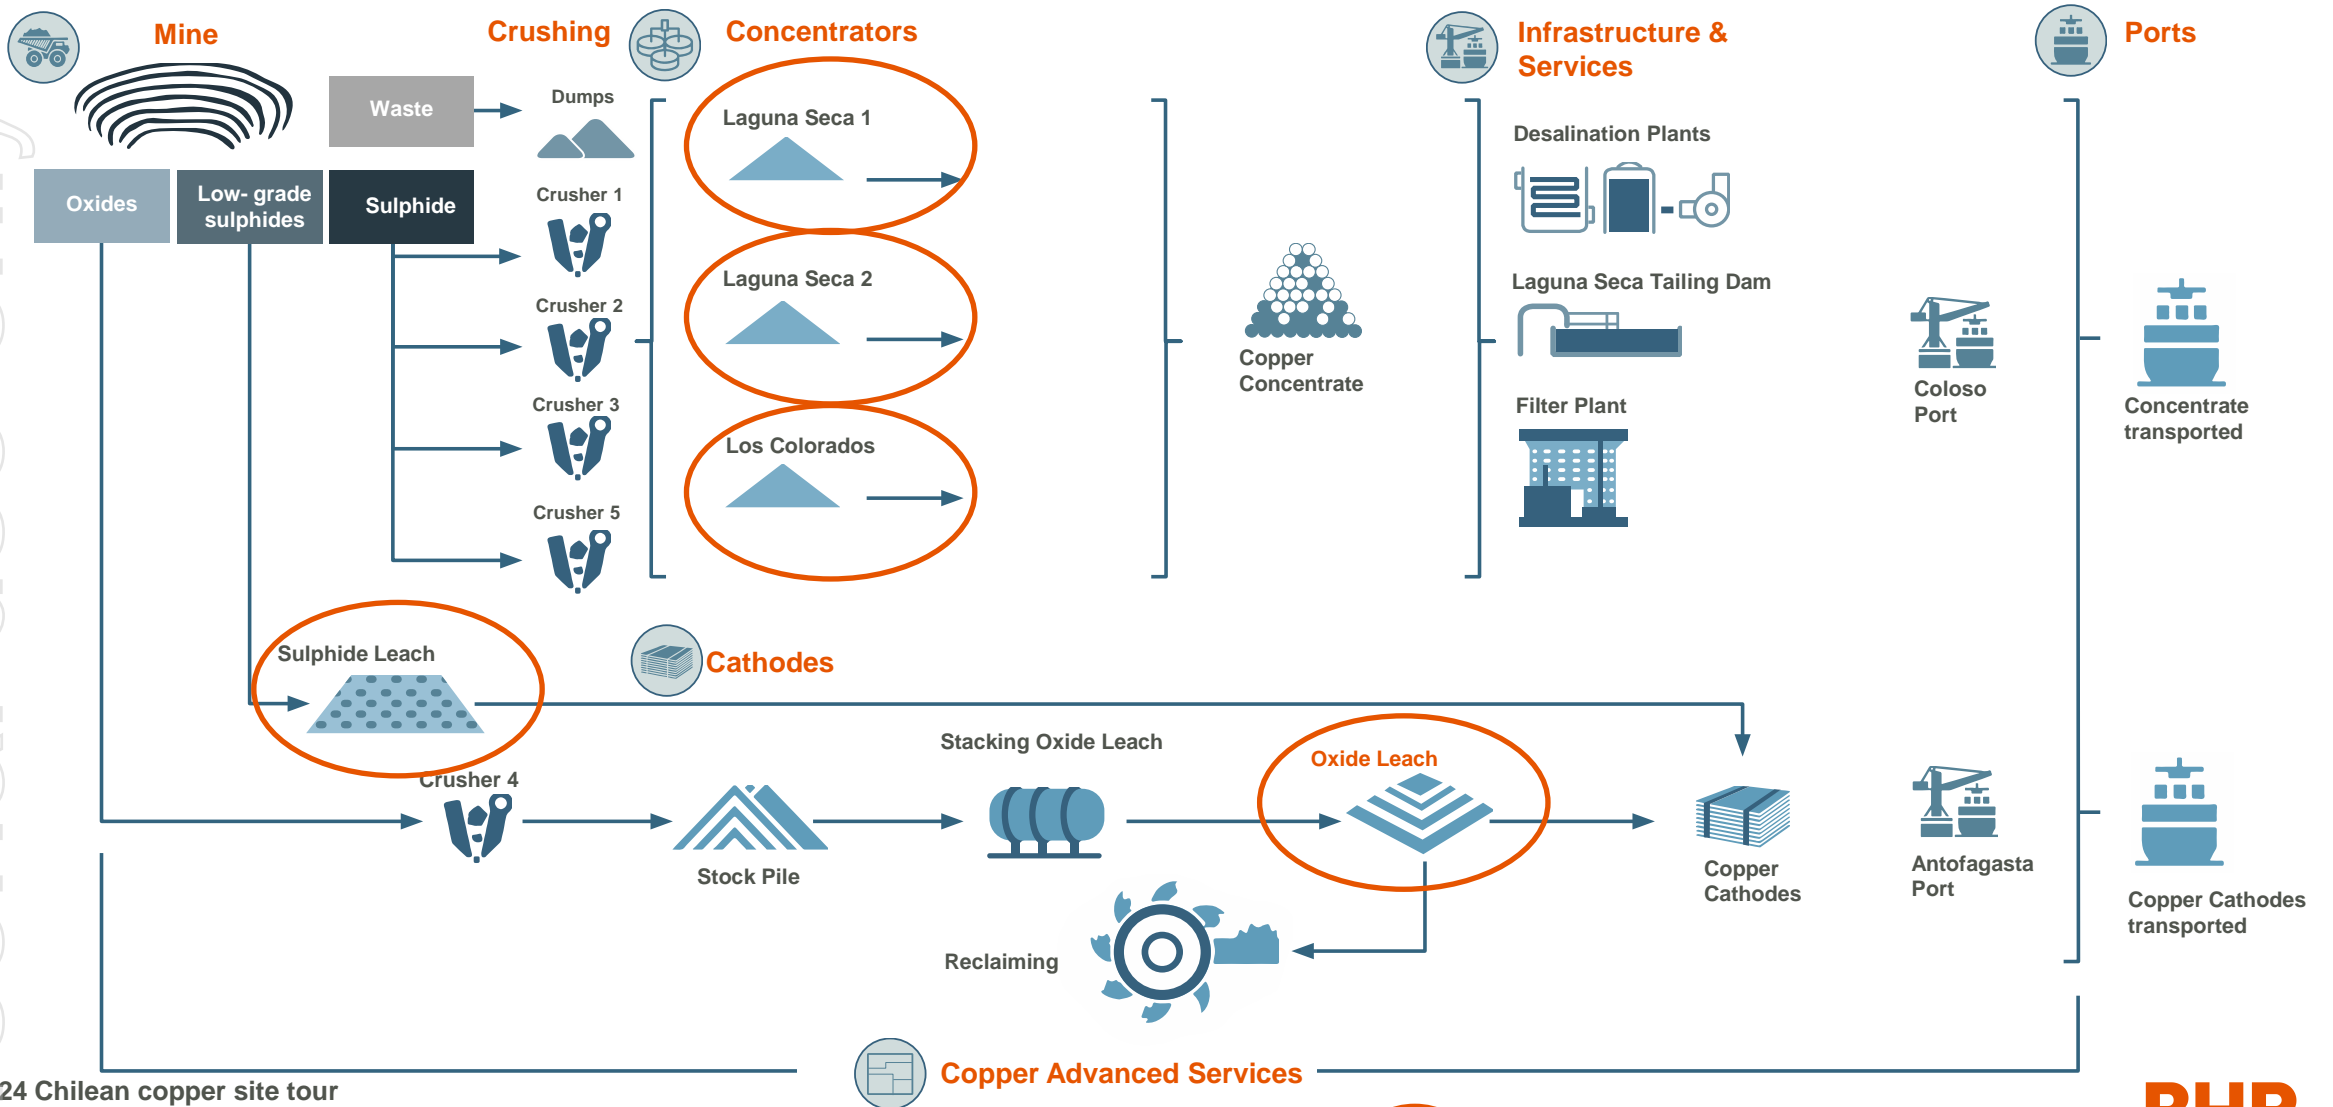 Mine
Crushing
Concentrators
Infrastructure &
Services
Ports
Waste
Dumps
Oxides
Low- grade
sulphides
Sulphide
Crusher 1
Crusher 2
Crusher 3
Crusher 5
Laguna Seca 1
Laguna Seca 2
Los Colorados
Copper
Concentrate
Desalination Plants
Laguna Seca Tailing Dam
Filter Plant
Coloso
Port
Concentrate
transported
Sulphide Leach
Cathodes
Crusher 4
Stock Pile
Stacking Oxide Leach
Oxide Leach
Reclaiming
Copper
Cathodes
Antofagasta
Port
Copper Cathodes
transported
Copper Advanced Services
24 Chilean copper site tour
BHP